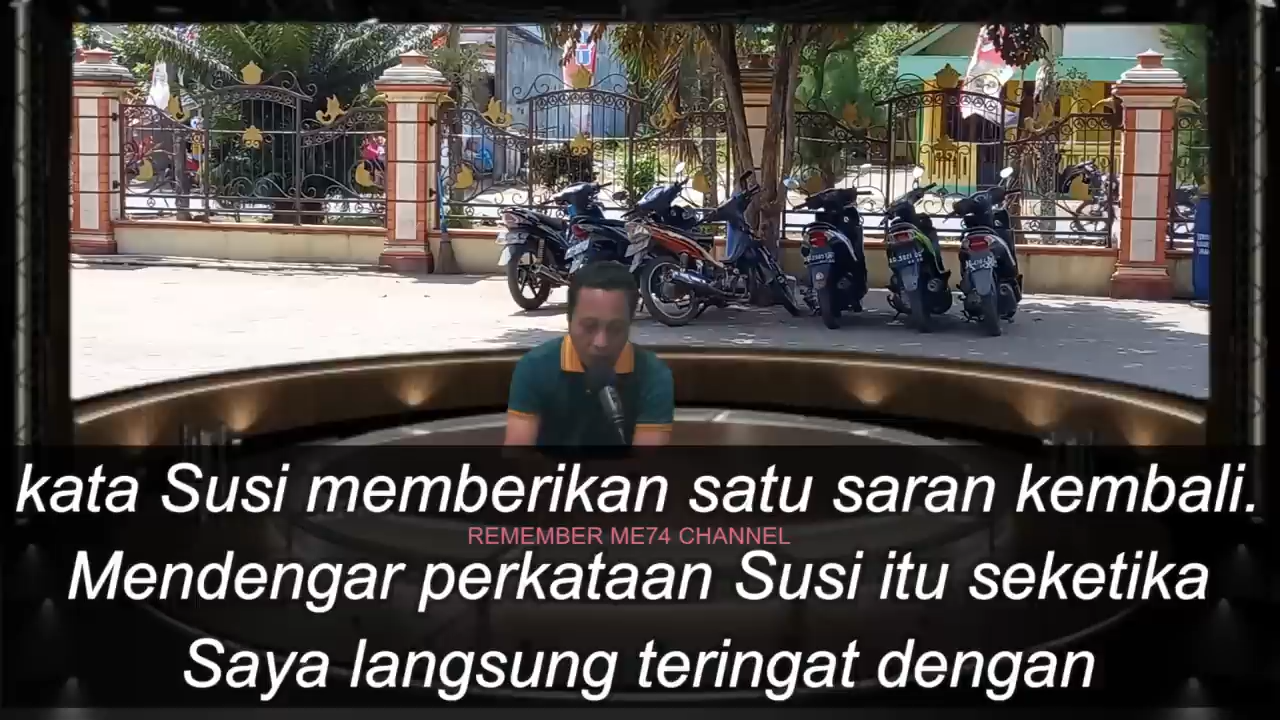 kata Susi memberikan satu saran kembali.
REMEMBER ME74 CHANNEL
Mendengar perkataan Susi itu seketika
Saya langsung teringat dengan